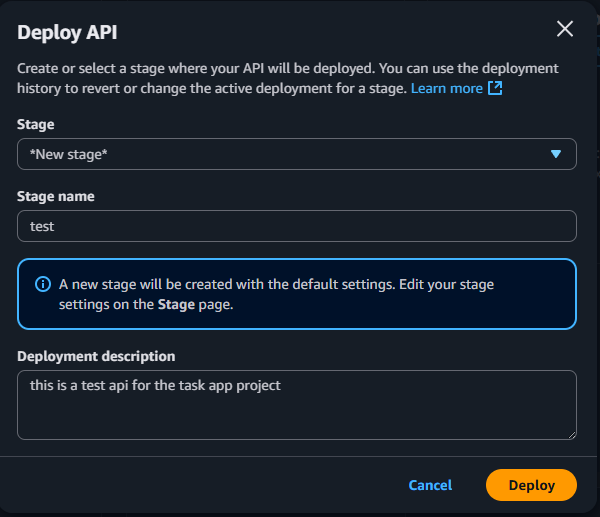 Deploy API
Create or select a stage where your API will be deployed. You can use the deployment
history to revert or change the active deployment for a stage. Learn more
Stage
*New stage*
Stage name
test
A new stage will be created with the default settings. Edit your stage
settings on the Stage page.
Deployment description
this is a test api for the task app project
Cancel
Deploy